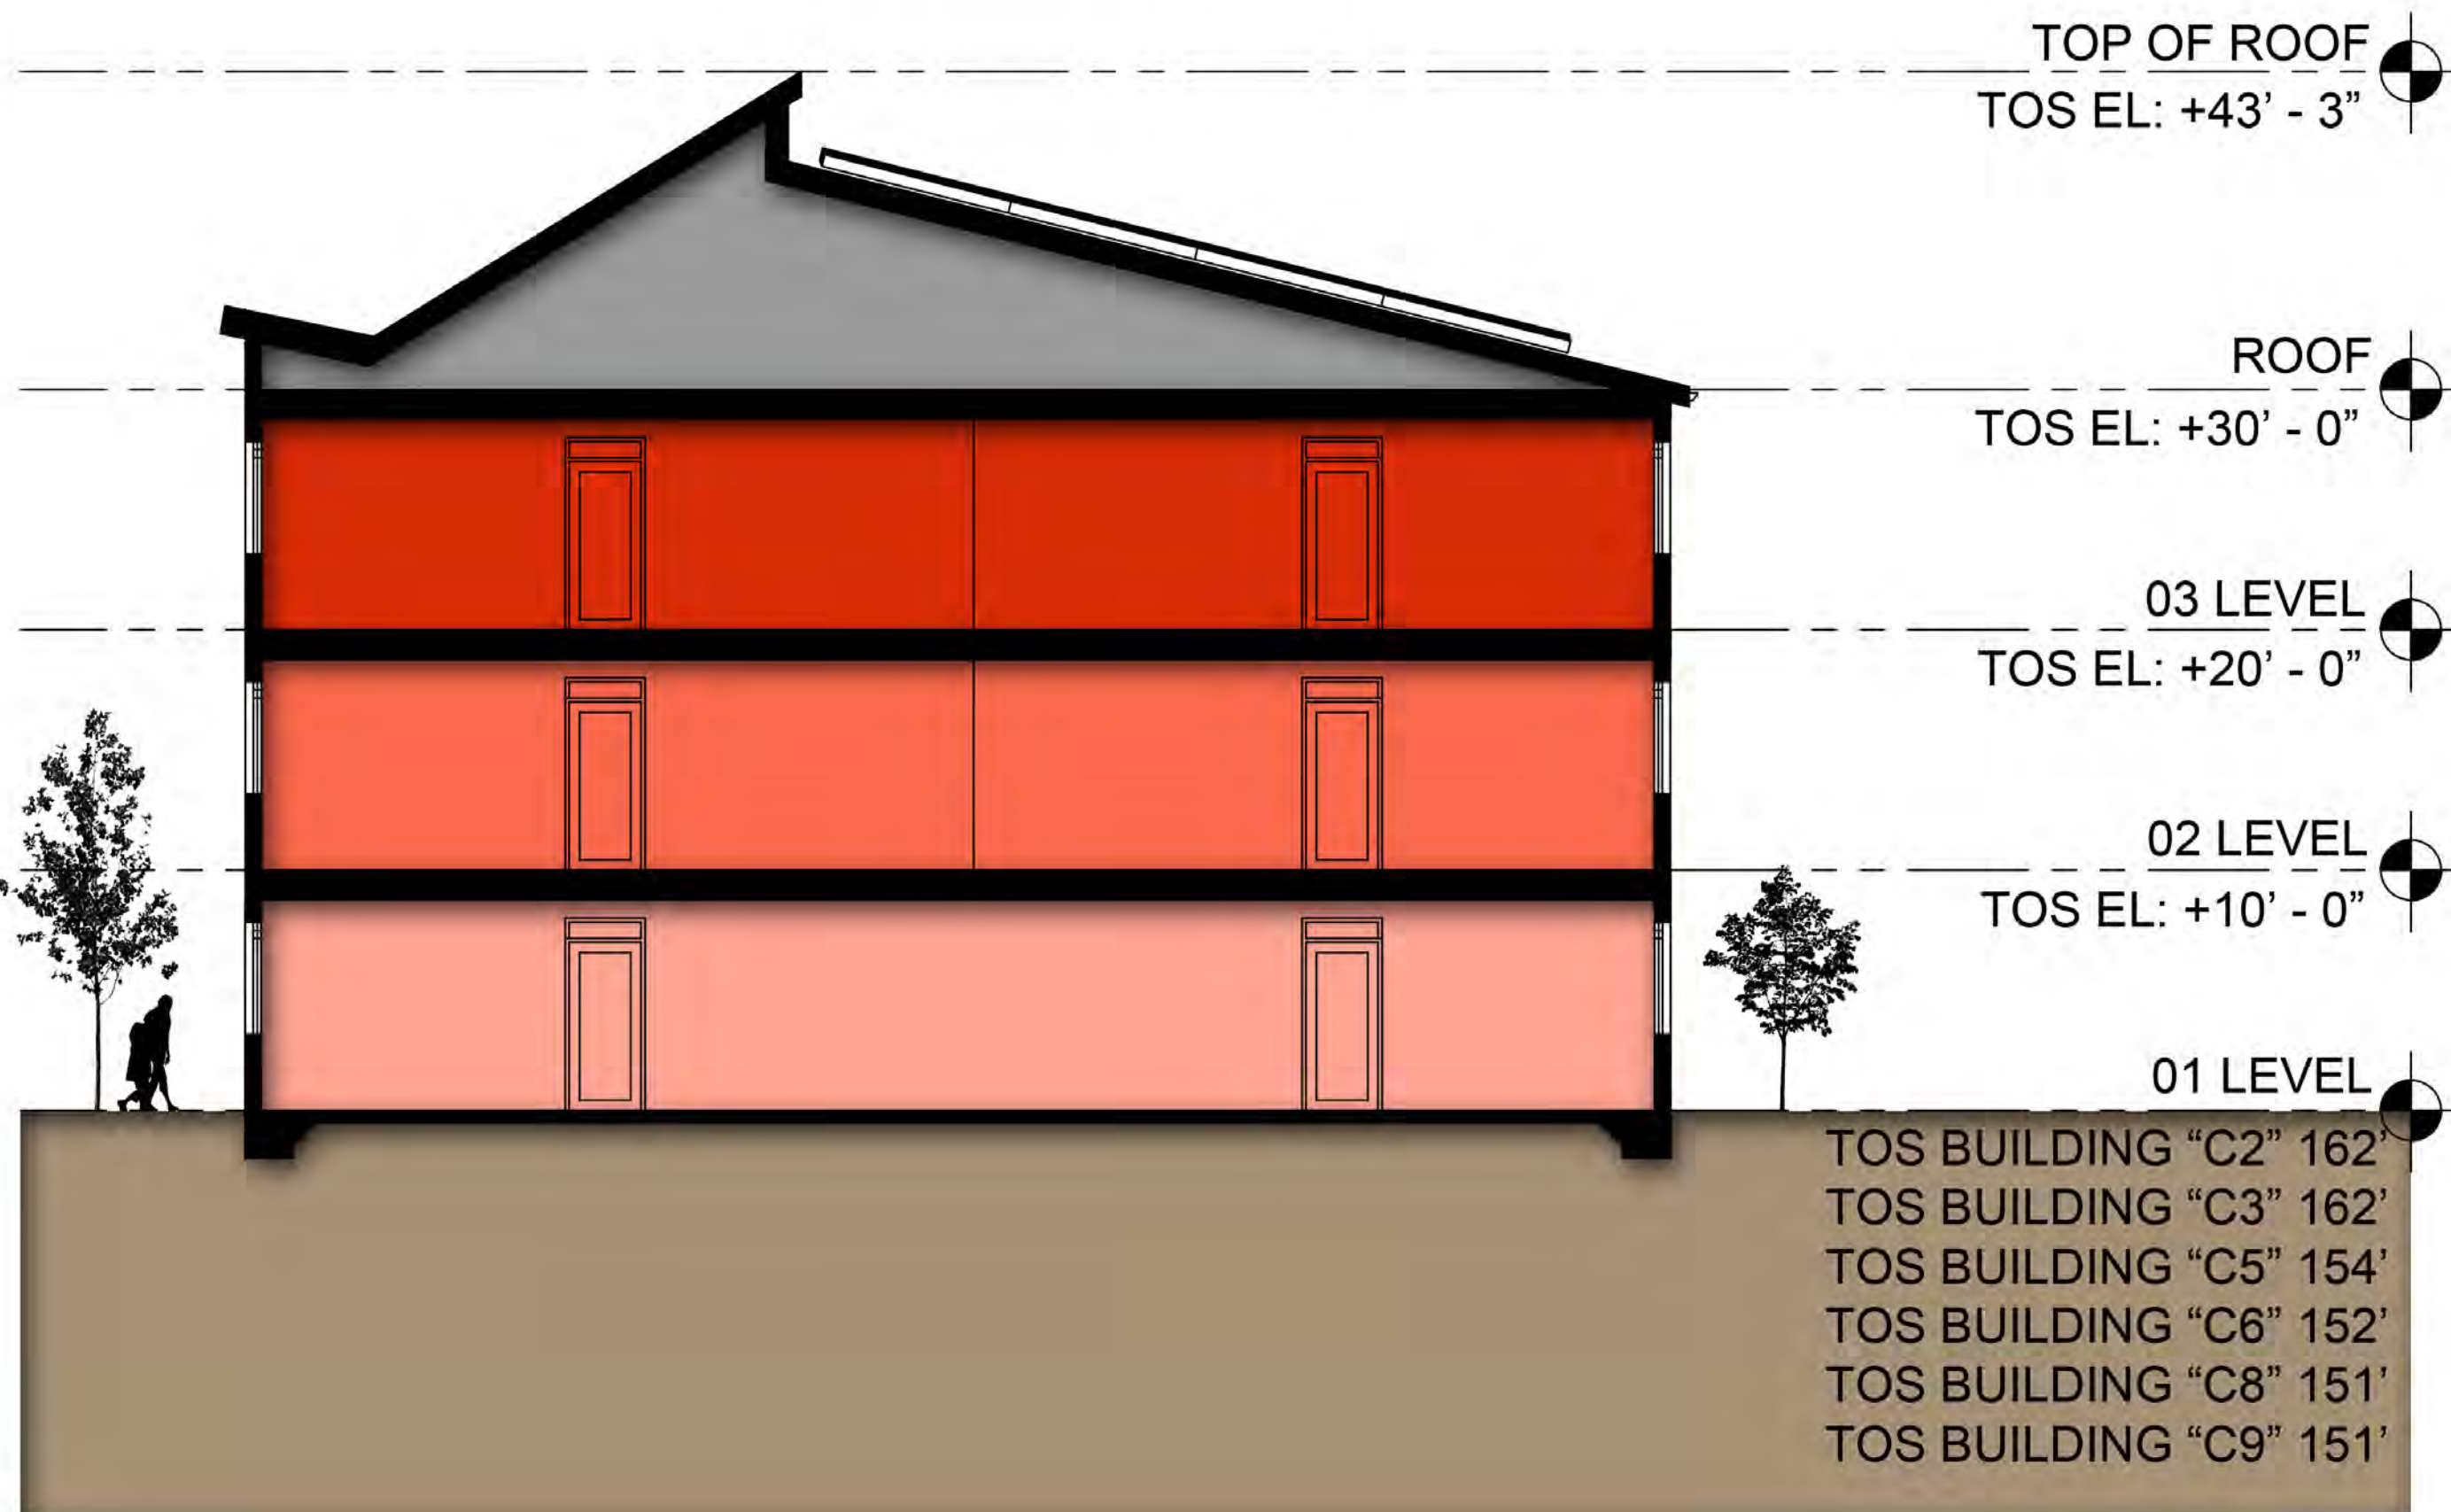 TOP OF ROOF
TOS EL: +43’ - 3”
ROOF
TOS EL: +30’ - 0”
03 LEVEL
TOS EL: +20’ - 0”
02 LEVEL
TOS EL: +10’ - 0”
01 LEVEL
TOS BUILDING “C2” 162’
TOS BUILDING “C3” 162’
TOS BUILDING “C5” 154’
TOS BUILDING “C6” 152’
TOS BUILDING “C8” 151’
TOS BUILDING “C9” 151’